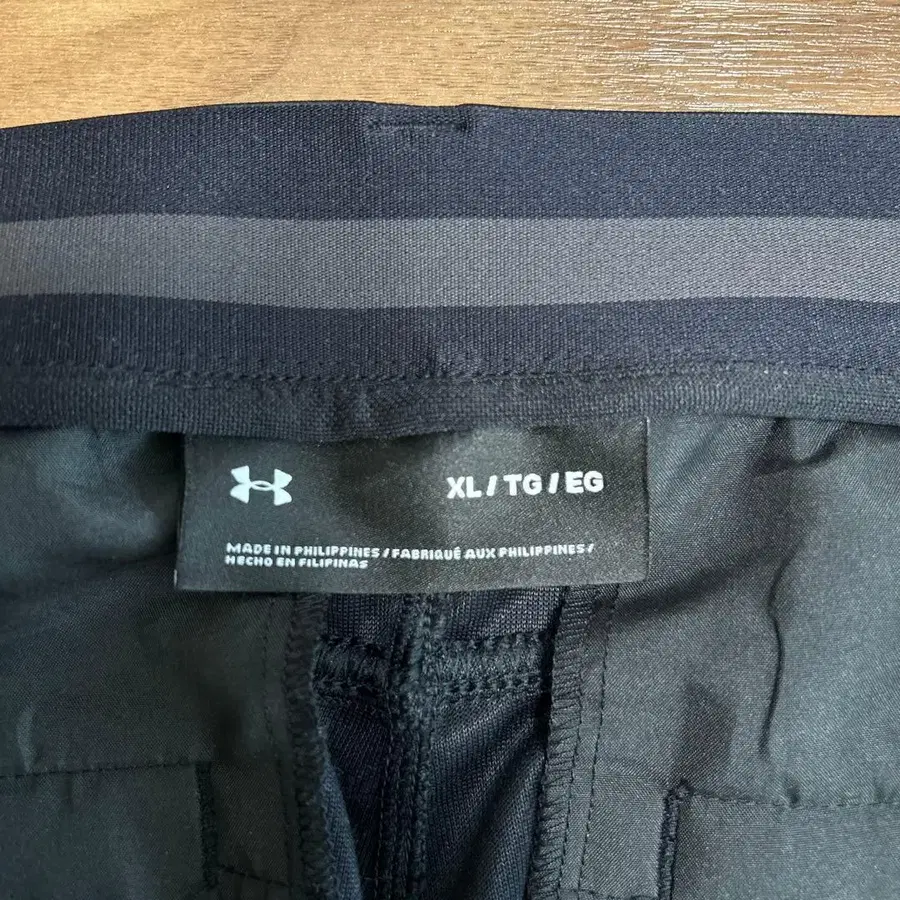 XL / TG / EG
MADE IN PHILIPPINES / FABRIQUÉ AUX PHILIPPINES /
HECHO EN FILIPINAS